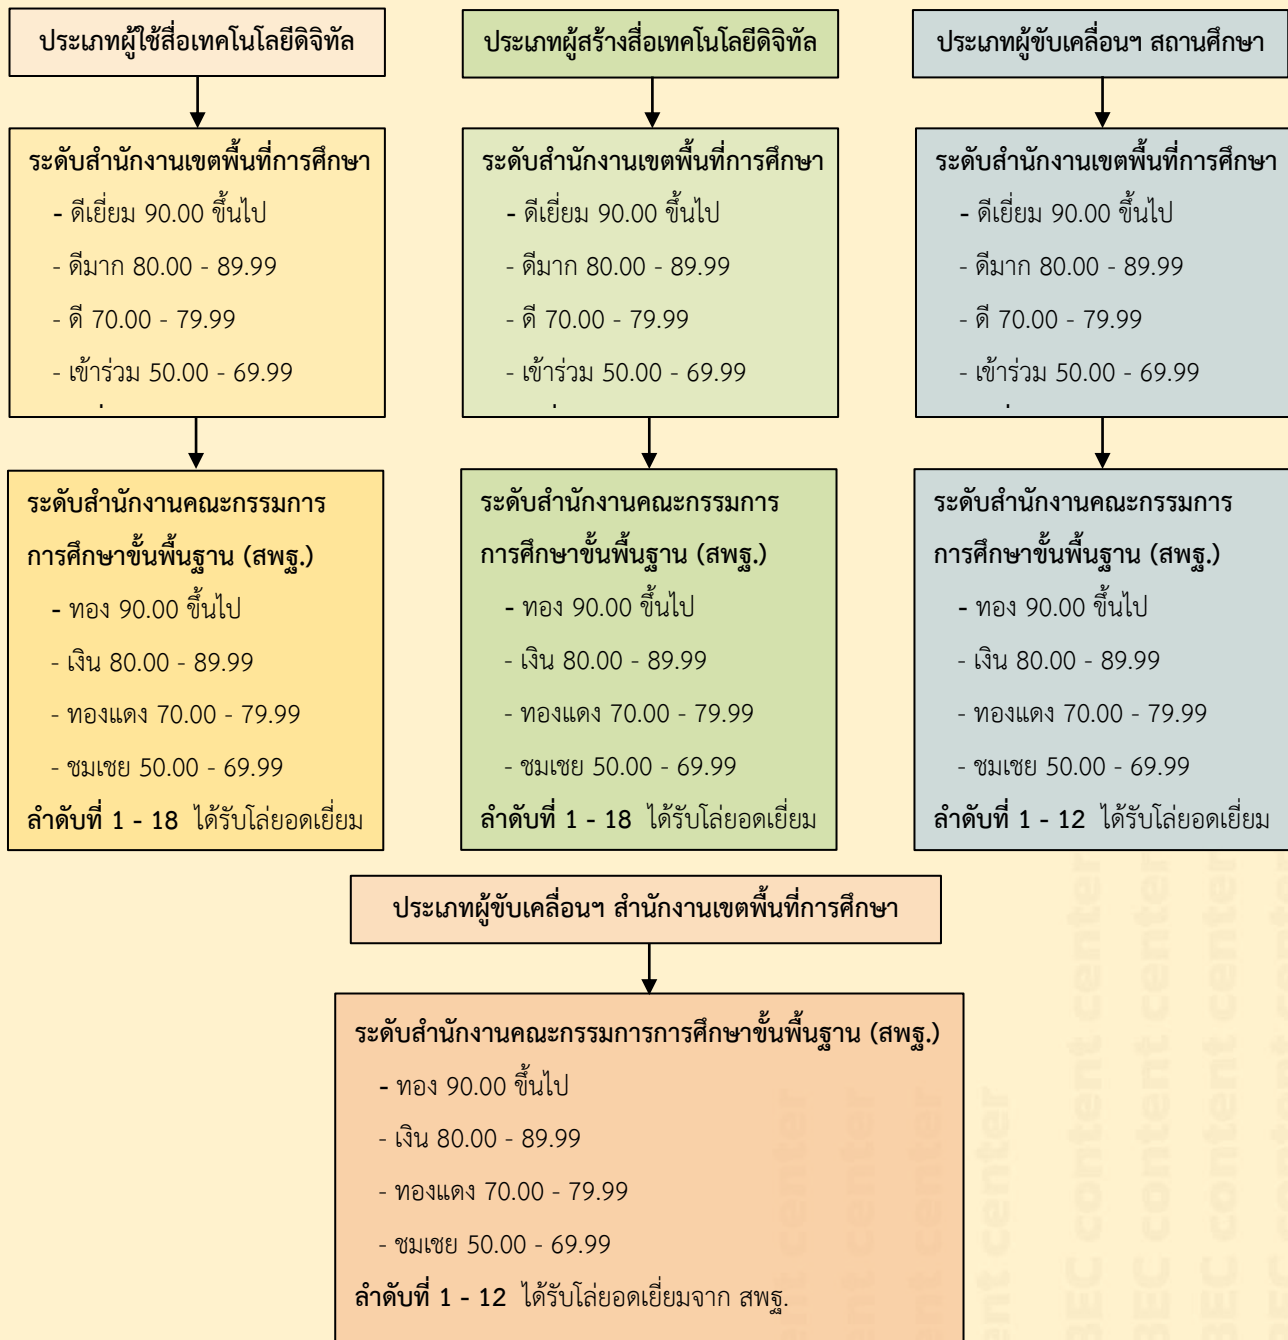 ประเภทผู้ใช้สื่อเทคโนโลยีดิจิทัล
ระดับสำนักงานเขตพื้นที่การศึกษา
- ดีเยี่ยม 90.00 ขึ้นไป
- ดีมาก 80.00 - 89.99
- ดี 70.00 - 79.99
- เข้าร่วม 50.00 - 69.99
ระดับสำนักงานคณะกรรมการ
การศึกษาขั้นพื้นฐาน (สพฐ.)
- ทอง 90.00 ขึ้นไป
- เงิน 80.00 - 89.99
- ทองแดง 70.00 - 79.99
- ชมเชย 50.00 - 69.99
ลำดับที่ 1 - 18 ได้รับโล่ยอดเยี่ยม
ประเภทผู้สร้างสื่อเทคโนโลยีดิจิทัล
ระดับสำนักงานเขตพื้นที่การศึกษา
- ดีเยี่ยม 90.00 ขึ้นไป
- ดีมาก 80.00 - 89.99
- ดี 70.00 - 79.99
- เข้าร่วม 50.00 - 69.99
ระดับสำนักงานคณะกรรมการ
การศึกษาขั้นพื้นฐาน (สพฐ.)
- ทอง 90.00 ขึ้นไป
- เงิน 80.00 - 89.99
- ทองแดง 70.00 - 79.99
- ชมเชย 50.00 - 69.99
ลำดับที่ 1 - 18 ได้รับโล่ยอดเยี่ยม
ประเภทผู้ขับเคลื่อนฯ สถานศึกษา
ระดับสำนักงานเขตพื้นที่การศึกษา
- ดีเยี่ยม 90.00 ขึ้นไป
- ดีมาก 80.00 - 89.99
- ดี 70.00 - 79.99
- เข้าร่วม 50.00 - 69.99
ระดับสำนักงานคณะกรรมการ
การศึกษาขั้นพื้นฐาน (สพฐ.)
- ทอง 90.00 ขึ้นไป
- เงิน 80.00 - 89.99
- ทองแดง 70.00 - 79.99
- ชมเชย 50.00 - 69.99
ลำดับที่ 1 - 12 ได้รับโล่ยอดเยี่ยม
ประเภทผู้ขับเคลื่อนฯ สำนักงานเขตพื้นที่การศึกษา
ระดับสำนักงานคณะกรรมการการศึกษาขั้นพื้นฐาน (สพฐ.)
- ทอง 90.00 ขึ้นไป
- เงิน 80.00 - 89.99
- ทองแดง 70.00 - 79.99
- ชมเชย 50.00 - 69.99
ลำดับที่ 1 - 12 ได้รับโล่ยอดเยี่ยมจาก สพฐ.
center
center
center
content center
content center
content center
content center
content center